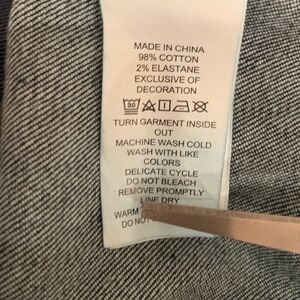 MADE IN CHINA
98% COTTON
2% ELASTANE
EXCLUSIVE OF
DECORATION
30
TURN GARMENT INSIDE
OUT
MACHINE WASH COLD
WASH WITH LIKE
COLORS
DELICATE CYCLE
DO NOT BLEACH
REMOVE PROMPTLY
LINE DRY
WARM
DO NOT